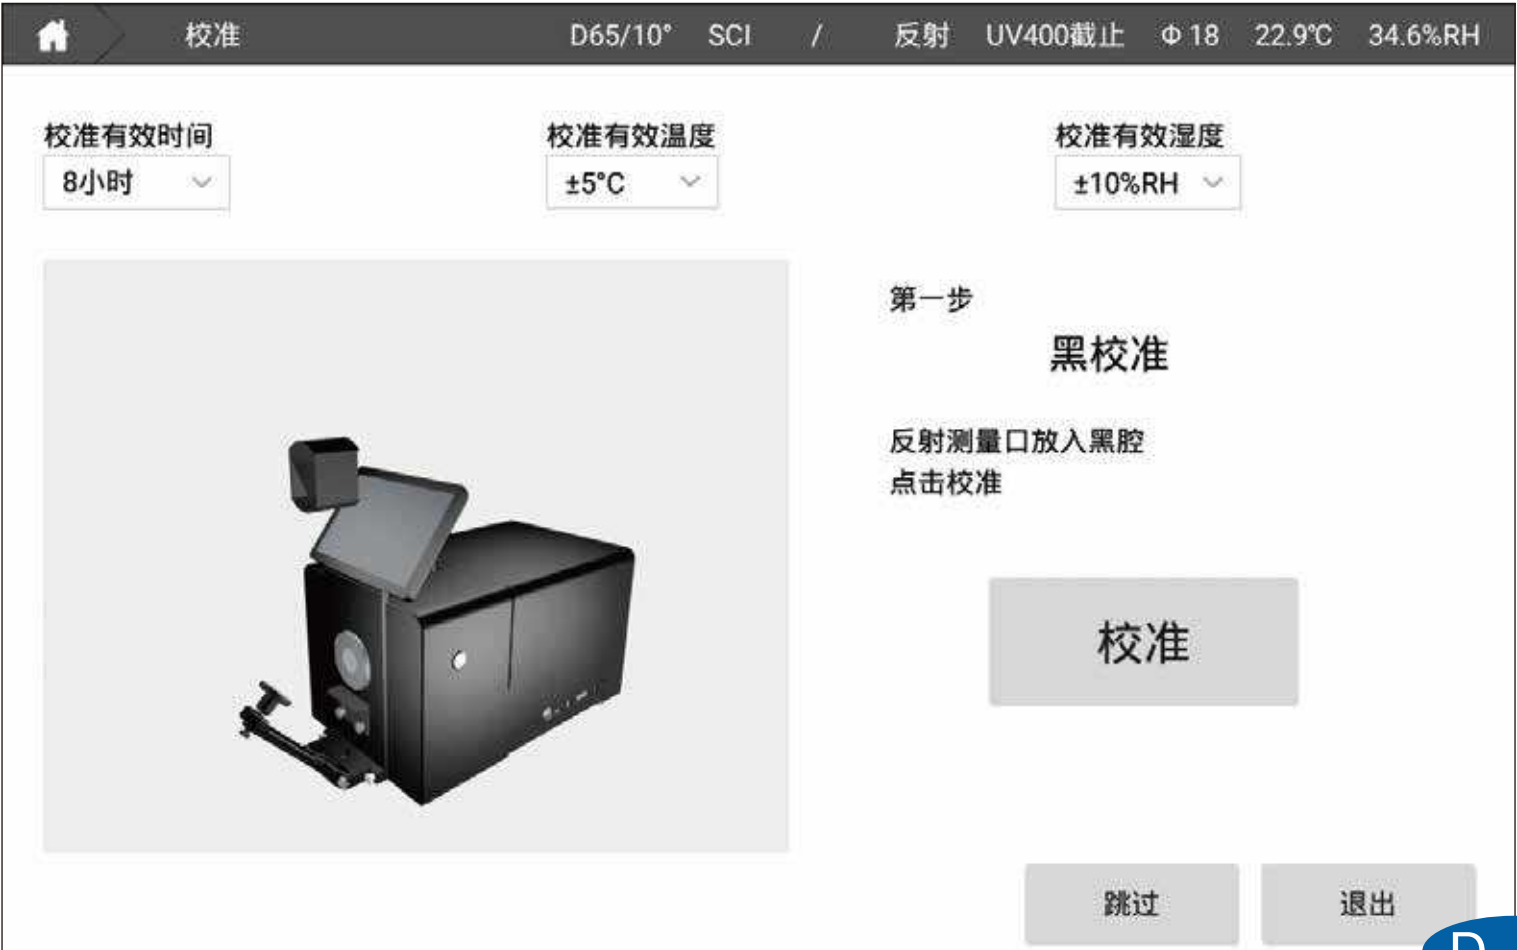 校准 D65/10° SCI / 反射 UV400截止 Φ18 22.9℃ 34.6%RH
校准有效时间 校准有效温度 校准有效湿度
8小时 ±5°C ±10%RH
第一步
黑校准
反射测量口放入黑腔
点击校准
校准
跳过 退出